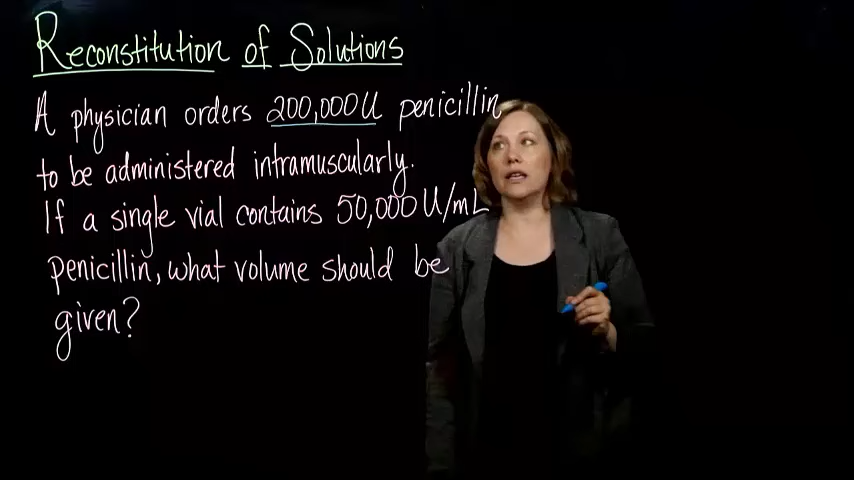 Reconstitution of Solutions
A physician orders 200,000U penicillin
to be administered intramuscularly.
If a single vial contains 50,000 U/mL
penicillin, what volume should be
given?